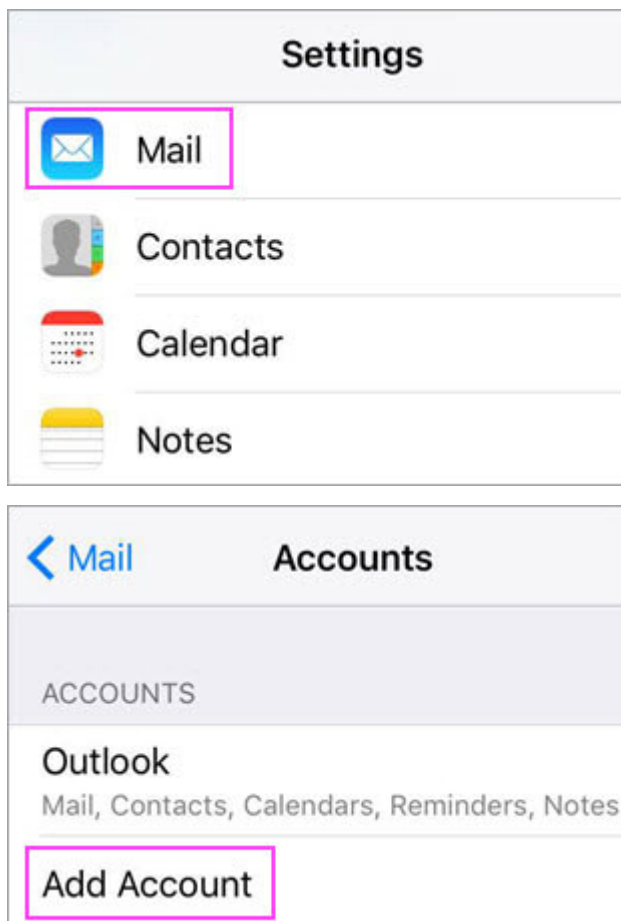 Settings
Mail
Contacts
Calendar
Notes
Mail Accounts
ACCOUNTS
Outlook
Mail, Contacts, Calendars, Reminders, Notes
Add Account